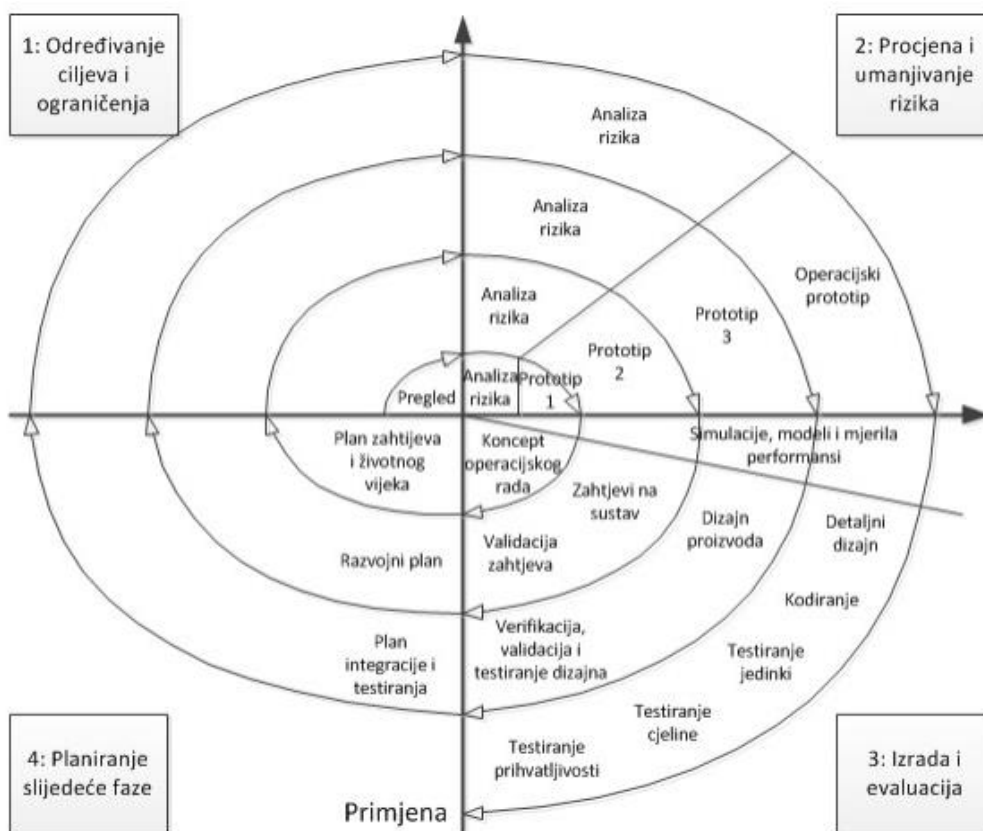 1: Određivanje
ciljeva i
ograničenja
2: Procjena i
umanjivanje
rizika
Analiza
rizika
Analiza
rizika
Operacijski
prototip
Analiza
rizika
Prototip
3
Prototip
2
Pregled
Analiza
rizika
Prototip
1
Plan zahtijeva
i životnog
vijeka
Koncept
operacijskog
rada
Simulacije, modeli i mjerila
performansi
Zahtjevi na
sustav
Dizajn
proizvoda
Detaljni
dizajn
Razvojni plan
Validacija
zahtjeva
Kodiranje
Plan
integracije i
testiranja
Verifikacija,
validacija i
testiranje dizajna
Testiranje
jedinki
Testiranje
cjeline
Testiranje
prihvatljivosti
4: Planiranje
slijedeće faze
3: Izrada i
evaluacija
Primjena